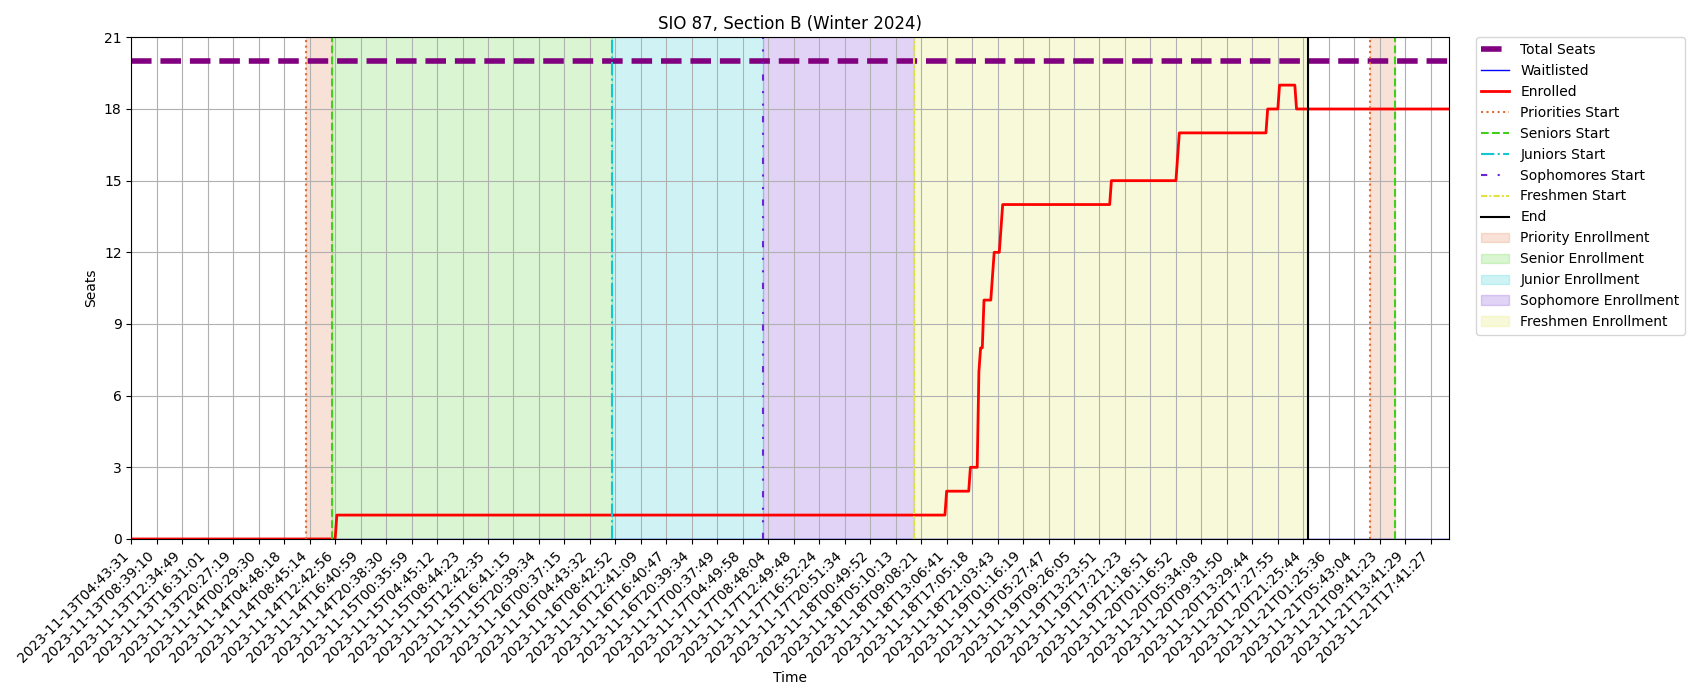 SIO 87, Section B (Winter 2024)
21
18
15
12
9
6
3
0
Seats
2023-11-13T04:43:31
2023-11-13T08:39:10
2023-11-13T12:34:49
2023-11-13T16:31:01
2023-11-13T20:27:19
2023-11-14T00:29:30
2023-11-14T04:48:18
2023-11-14T08:45:14
2023-11-14T12:42:56
2023-11-14T16:40:59
2023-11-14T20:38:30
2023-11-15T00:35:59
2023-11-15T04:45:12
2023-11-15T08:44:23
2023-11-15T12:42:35
2023-11-15T16:41:15
2023-11-15T20:39:34
2023-11-16T00:37:15
2023-11-16T04:43:32
2023-11-16T08:42:52
2023-11-16T12:41:09
2023-11-16T16:40:47
2023-11-16T20:39:34
2023-11-17T00:37:49
2023-11-17T04:49:58
2023-11-17T08:48:04
2023-11-17T12:49:48
2023-11-17T16:52:24
2023-11-17T20:51:34
2023-11-18T00:49:52
2023-11-18T05:10:13
2023-11-18T09:08:21
2023-11-18T13:06:41
2023-11-18T17:05:18
2023-11-18T21:03:43
2023-11-19T01:16:19
2023-11-19T05:27:47
2023-11-19T09:26:05
2023-11-19T13:23:51
2023-11-19T17:21:23
2023-11-19T21:18:51
2023-11-20T01:16:52
2023-11-20T05:34:08
2023-11-20T09:31:50
2023-11-20T13:29:44
2023-11-20T17:27:55
2023-11-20T21:25:44
2023-11-21T01:25:36
2023-11-21T05:43:04
2023-11-21T09:41:23
2023-11-21T13:41:29
2023-11-21T17:41:27
Time
Total Seats
Waitlisted
Enrolled
Priorities Start
Seniors Start
Juniors Start
Sophomores Start
Freshmen Start
End
Priority Enrollment
Senior Enrollment
Junior Enrollment
Sophomore Enrollment
Freshmen Enrollment